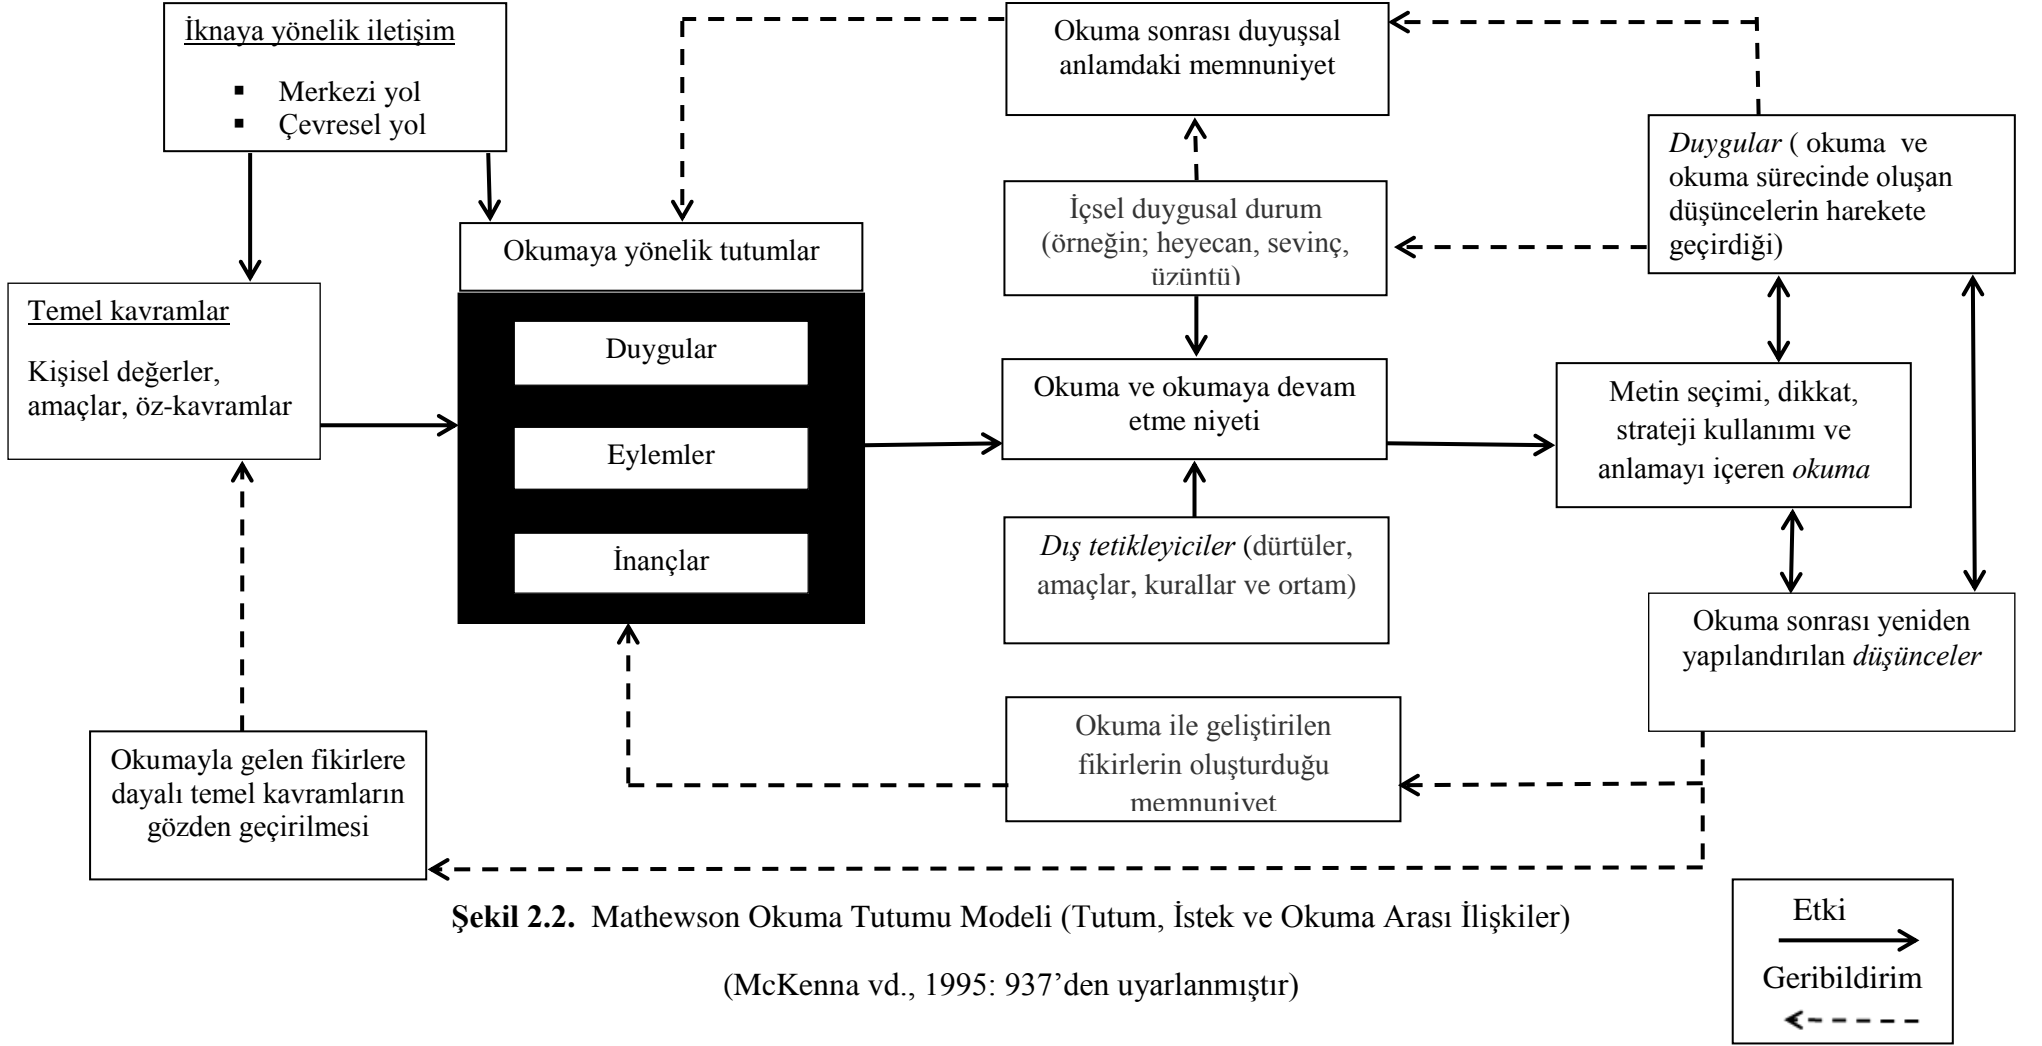 İknaya yönelik iletişim
▪ Merkezi yol
▪ Çevresel yol
Okuma sonrası duyuşsal
anlamdaki memnuniyet
Duygular ( okuma ve
okuma sürecinde oluşan
düşüncelerin harekete
geçirdiği)
İçsel duygusal durum
(örneğin; heyecan, sevinç,
üzüntü)
Okumaya yönelik tutumlar
Duygular
Eylemler
İnançlar
Temel kavramlar
Kişisel değerler,
amaçlar, öz-kavramlar
Okuma ve okumaya devam
etme niyeti
Metin seçimi, dikkat,
strateji kullanımı ve
anlamayı içeren okuma
Dış tetikleyiciler (dürtüler,
amaçlar, kurallar ve ortam)
Okuma sonrası yeniden
yapılandırılan düşünceler
Okuma ile geliştirilen
fikirlerin oluşturduğu
memnuniyet
Okumayla gelen fikirlere
dayalı temel kavramların
gözden geçirilmesi
Şekil 2.2. Mathewson Okuma Tutumu Modeli (Tutum, İstek ve Okuma Arası İlişkiler)
(McKenna vd., 1995: 937’den uyarlanmıştır)
Etki
Geribildirim